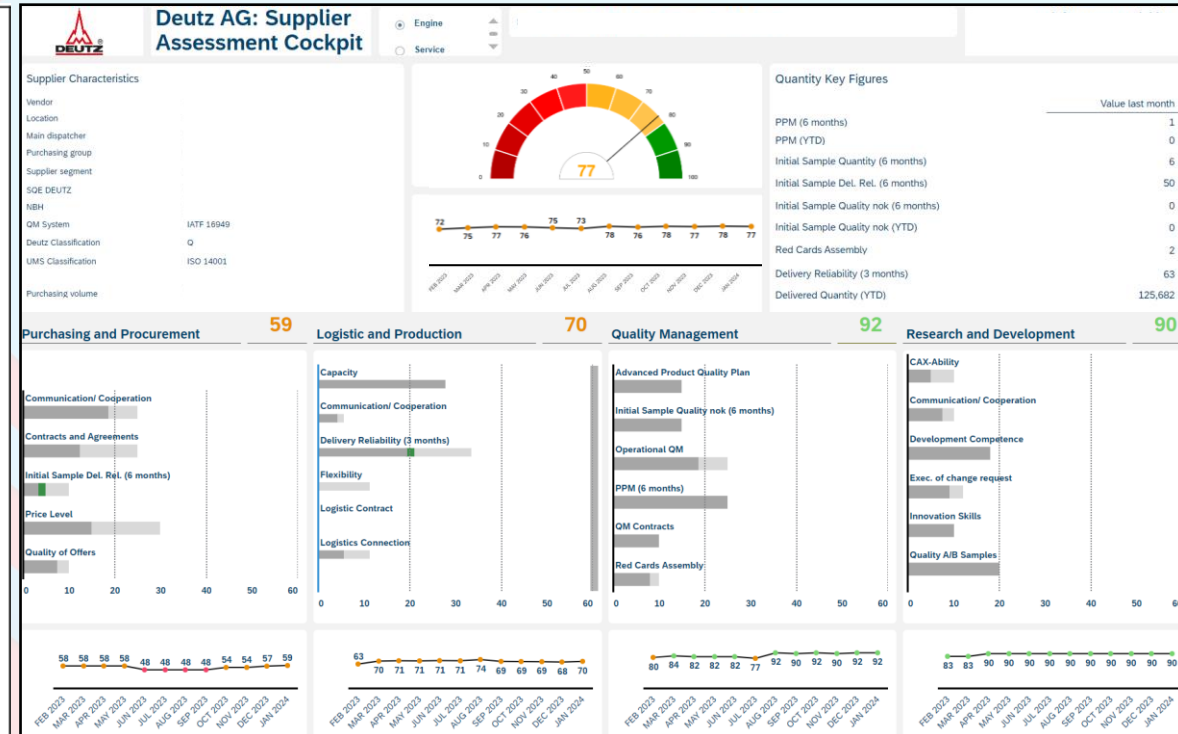 DEUTZ
Deutz AG: Supplier
Assessment Cockpit
Engine
Service
Supplier Characteristics
Vendor
Location
Main dispatcher
Purchasing group
Supplier segment
SQE DEUTZ
NBH
QM System IATF 16949
Deutz Classification Q
UMS Classification ISO 14001
Purchasing volume
0 10 20 30 40 50 60 70 80 90 100
77
72 75 77 76 75 73 78 76 78 77 78 77
FEB 2023 MAR 2023 APR 2023 MAY 2023 JUN 2023 JUL 2023 AUG 2023 SEP 2023 OCT 2023 NOV 2023 DEC 2023 JAN 2024
Quantity Key Figures
Value last month
PPM (6 months) 1
PPM (YTD) 0
Initial Sample Quantity (6 months) 6
Initial Sample Del. Rel. (6 months) 50
Initial Sample Quality nok (6 months) 0
Initial Sample Quality nok (YTD) 0
Red Cards Assembly 2
Delivery Reliability (3 months) 63
Delivered Quantity (YTD) 125,682
Purchasing and Procurement 59
Communication/ Cooperation
Contracts and Agreements
Initial Sample Del. Rel. (6 months)
Price Level
Quality of Offers
0 10 20 30 40 50 60
58 58 58 58 48 48 48 48 54 54 57 59
FEB 2023 MAR 2023 APR 2023 MAY 2023 JUN 2023 JUL 2023 AUG 2023 SEP 2023 OCT 2023 NOV 2023 DEC 2023 JAN 2024
Logistic and Production 70
Capacity
Communication/ Cooperation
Delivery Reliability (3 months)
Flexibility
Logistic Contract
Logistics Connection
0 10 20 30 40 50 60
63 70 71 71 71 71 74 69 69 69 68 70
FEB 2023 MAR 2023 APR 2023 MAY 2023 JUN 2023 JUL 2023 AUG 2023 SEP 2023 OCT 2023 NOV 2023 DEC 2023 JAN 2024
Quality Management 92
Advanced Product Quality Plan
Initial Sample Quality nok (6 months)
Operational QM
PPM (6 months)
QM Contracts
Red Cards Assembly
0 10 20 30 40 50 60
80 84 82 82 82 77 92 90 92 90 92 92
FEB 2023 MAR 2023 APR 2023 MAY 2023 JUN 2023 JUL 2023 AUG 2023 SEP 2023 OCT 2023 NOV 2023 DEC 2023 JAN 2024
Research and Development 90
CAX-Ability
Communication/ Cooperation
Development Competence
Exec. of change request
Innovation Skills
Quality A/B Samples
0 10 20 30 40 50
83 83 90 90 90 90 90 90 90 90 90 90
FEB 2023 MAR 2023 APR 2023 MAY 2023 JUN 2023 JUL 2023 AUG 2023 SEP 2023 OCT 2023 NOV 2023 DEC 2023 JAN 2024